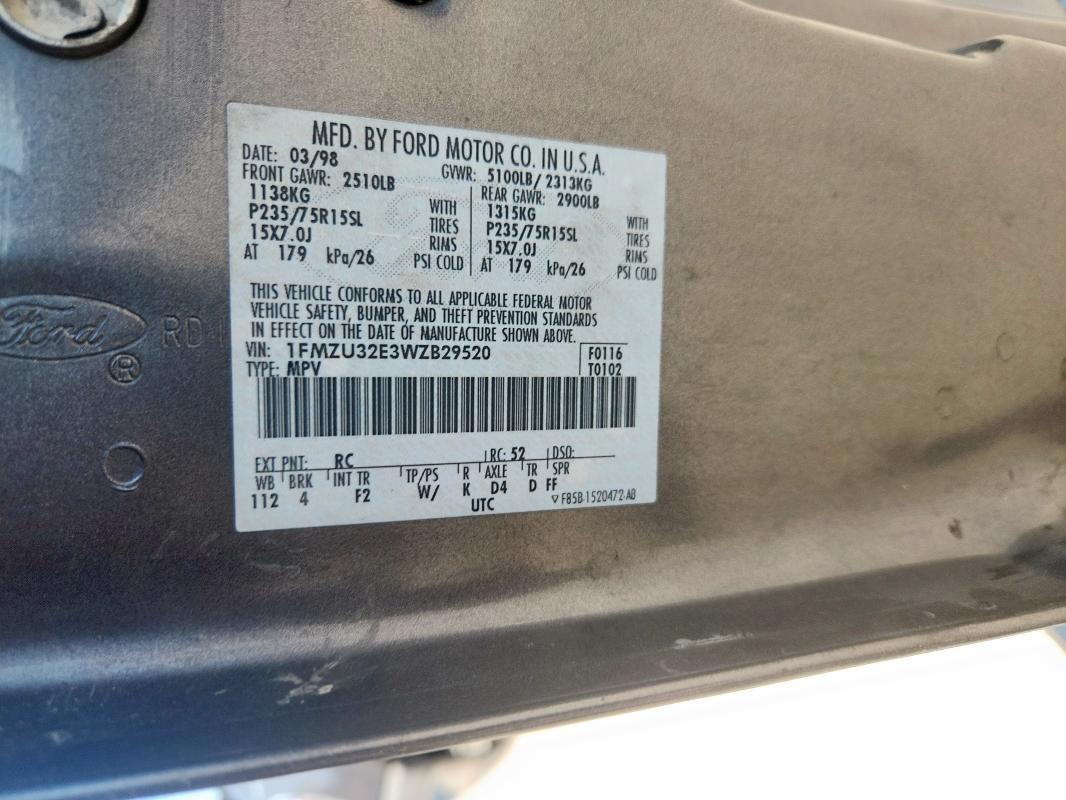 MFD. BY FORD MOTOR CO. IN U.S.A.
DATE: 03/98 GVWR: 5100LB/ 2313KG
FRONT GAWR: 2510LB REAR GAWR: 2900LB
1138KG WITH 1315KG WITH
P235/75R15SL TIRES P235/75R15SL TIRES
15X7.0J RIMS 15X7.0J RIMS
AT 179 kPa/26 PSI COLD AT 179 kPa/26 PSI COLD
THIS VEHICLE CONFORMS TO ALL APPLICABLE FEDERAL MOTOR
VEHICLE SAFETY, BUMPER, AND THEFT PREVENTION STANDARDS
IN EFFECT ON THE DATE OF MANUFACTURE SHOWN ABOVE.
VIN: 1FMZU32E3WZB29520 F0116
TYPE: MPV T0102
EXT PNT: RC RC: 52 DSO:
WB BRK INT TR TP/PS R AXLE TR SPR
112 4 F2 W/ K D4 D FF
UTC ▽ F85B-1520472-AB
Ford ® RD